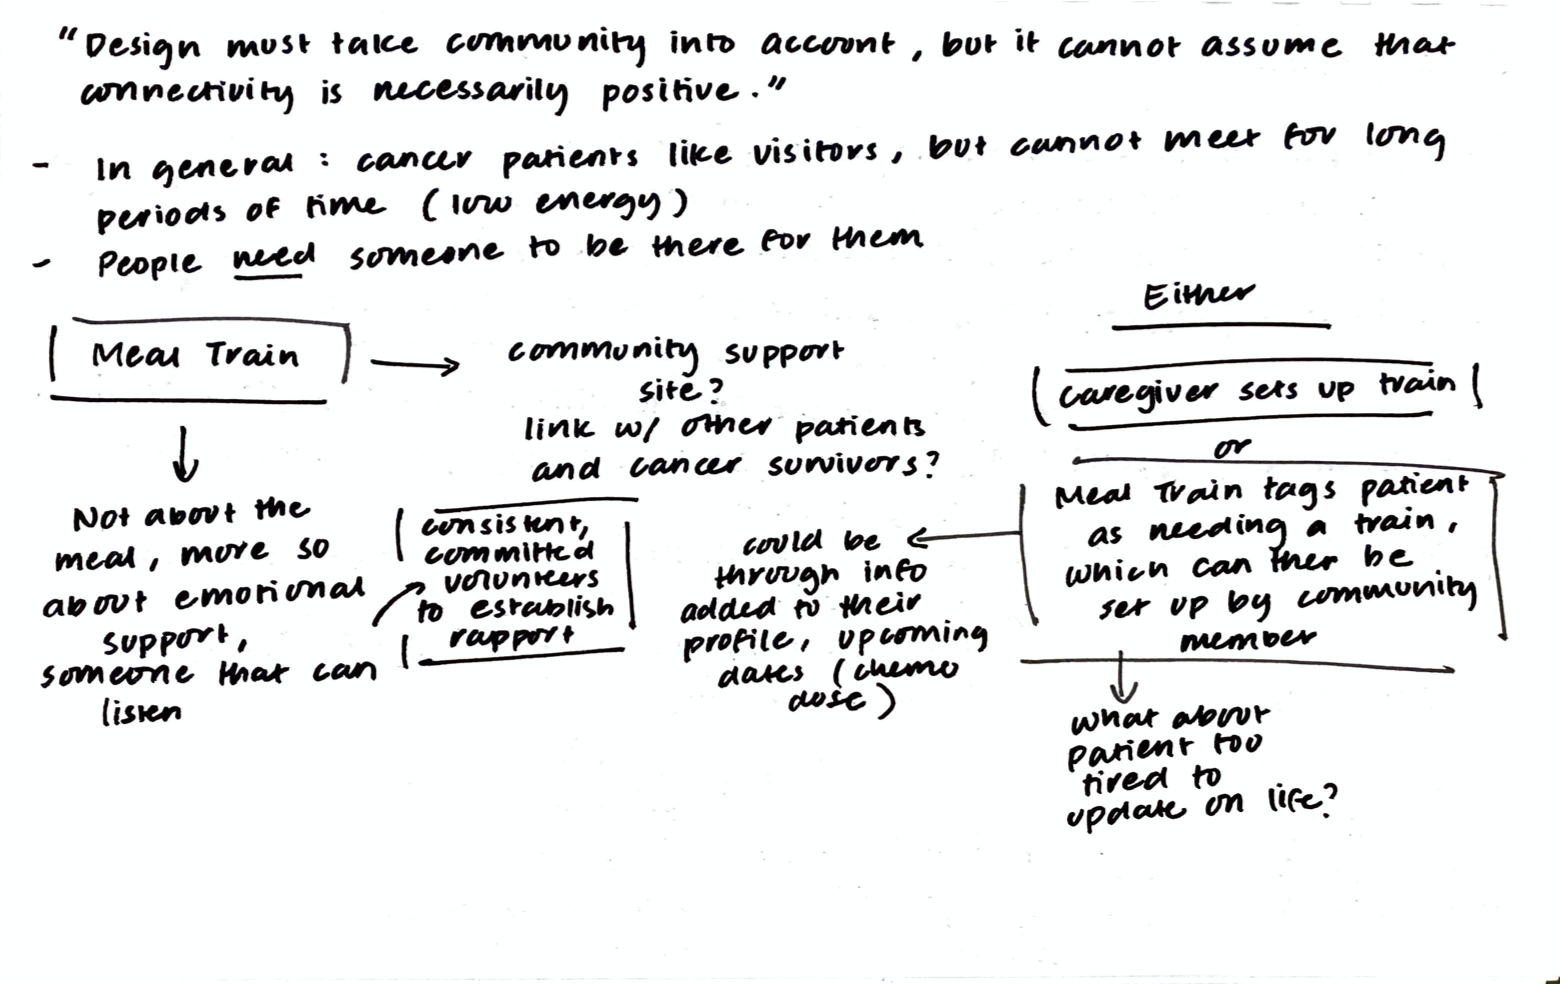 "Design must take community into account, but it cannot assume that
connectivity is necessarily positive."
- In general: cancer patients like visitors, but cannot meet for long
periods of time (low energy)
- People need someone to be there for them
Meal Train
community support
site?
link w/ other patients
and cancer survivors?
Not about the
meal, more so
about emotional
support,
someone that can
listen
consistent,
committed
volunteers
to establish
rapport
Either
caregiver sets up train
or
Meal Train tags patient
as needing a train,
which can then be
set up by community
member
could be
through info
added to their
profile, upcoming
dates (chemo
dose)
What about
patient too
tired to
update on life?